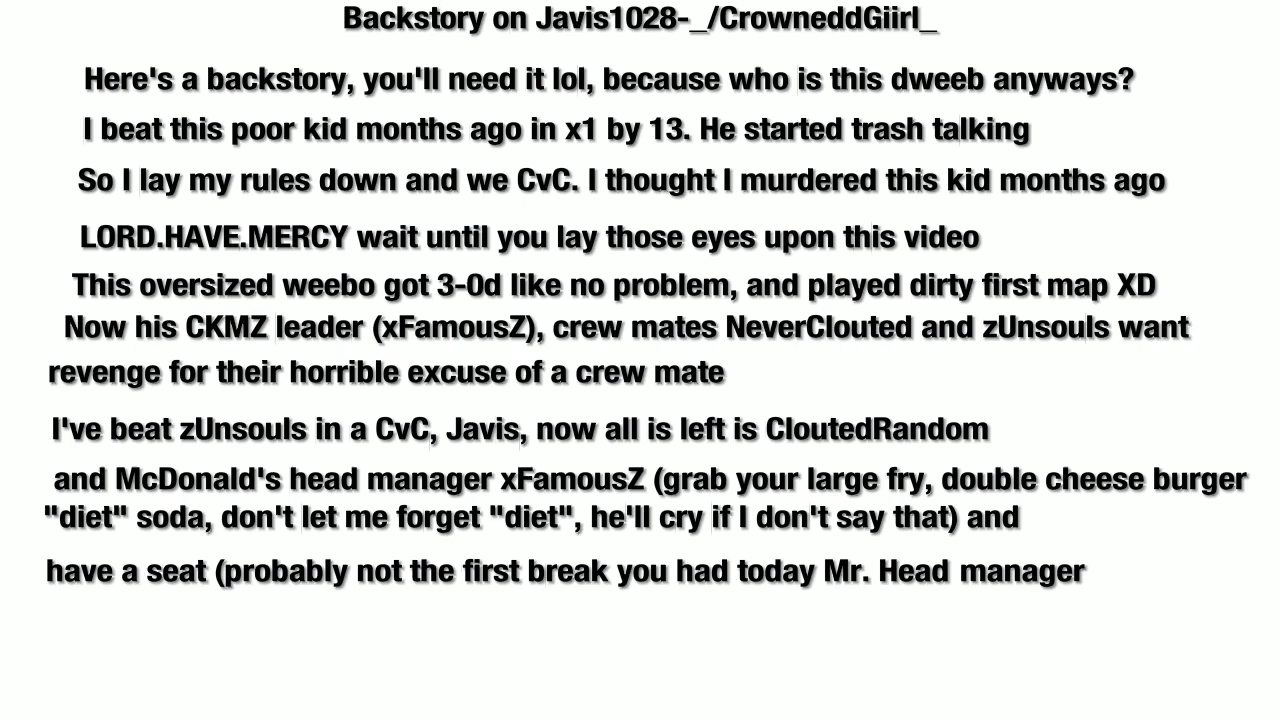 Backstory on Javis1028-_/CrowneddGiirl_
Here's a backstory, you'll need it lol, because who is this dweeb anyways?
I beat this poor kid months ago in x1 by 13. He started trash talking
So I lay my rules down and we CvC. I thought I murdered this kid months ago
LORD.HAVE.MERCY wait until you lay those eyes upon this video
This oversized weebo got 3-0d like no problem, and played dirty first map XD
Now his CKMZ leader (xFamousZ), crew mates NeverClouted and zUnsouls want
revenge for their horrible excuse of a crew mate
I've beat zUnsouls in a CvC, Javis, now all is left is CloutedRandom
and McDonald's head manager xFamousZ (grab your large fry, double cheese burger
"diet" soda, don't let me forget "diet", he'll cry if I don't say that) and
have a seat (probably not the first break you had today Mr. Head manager